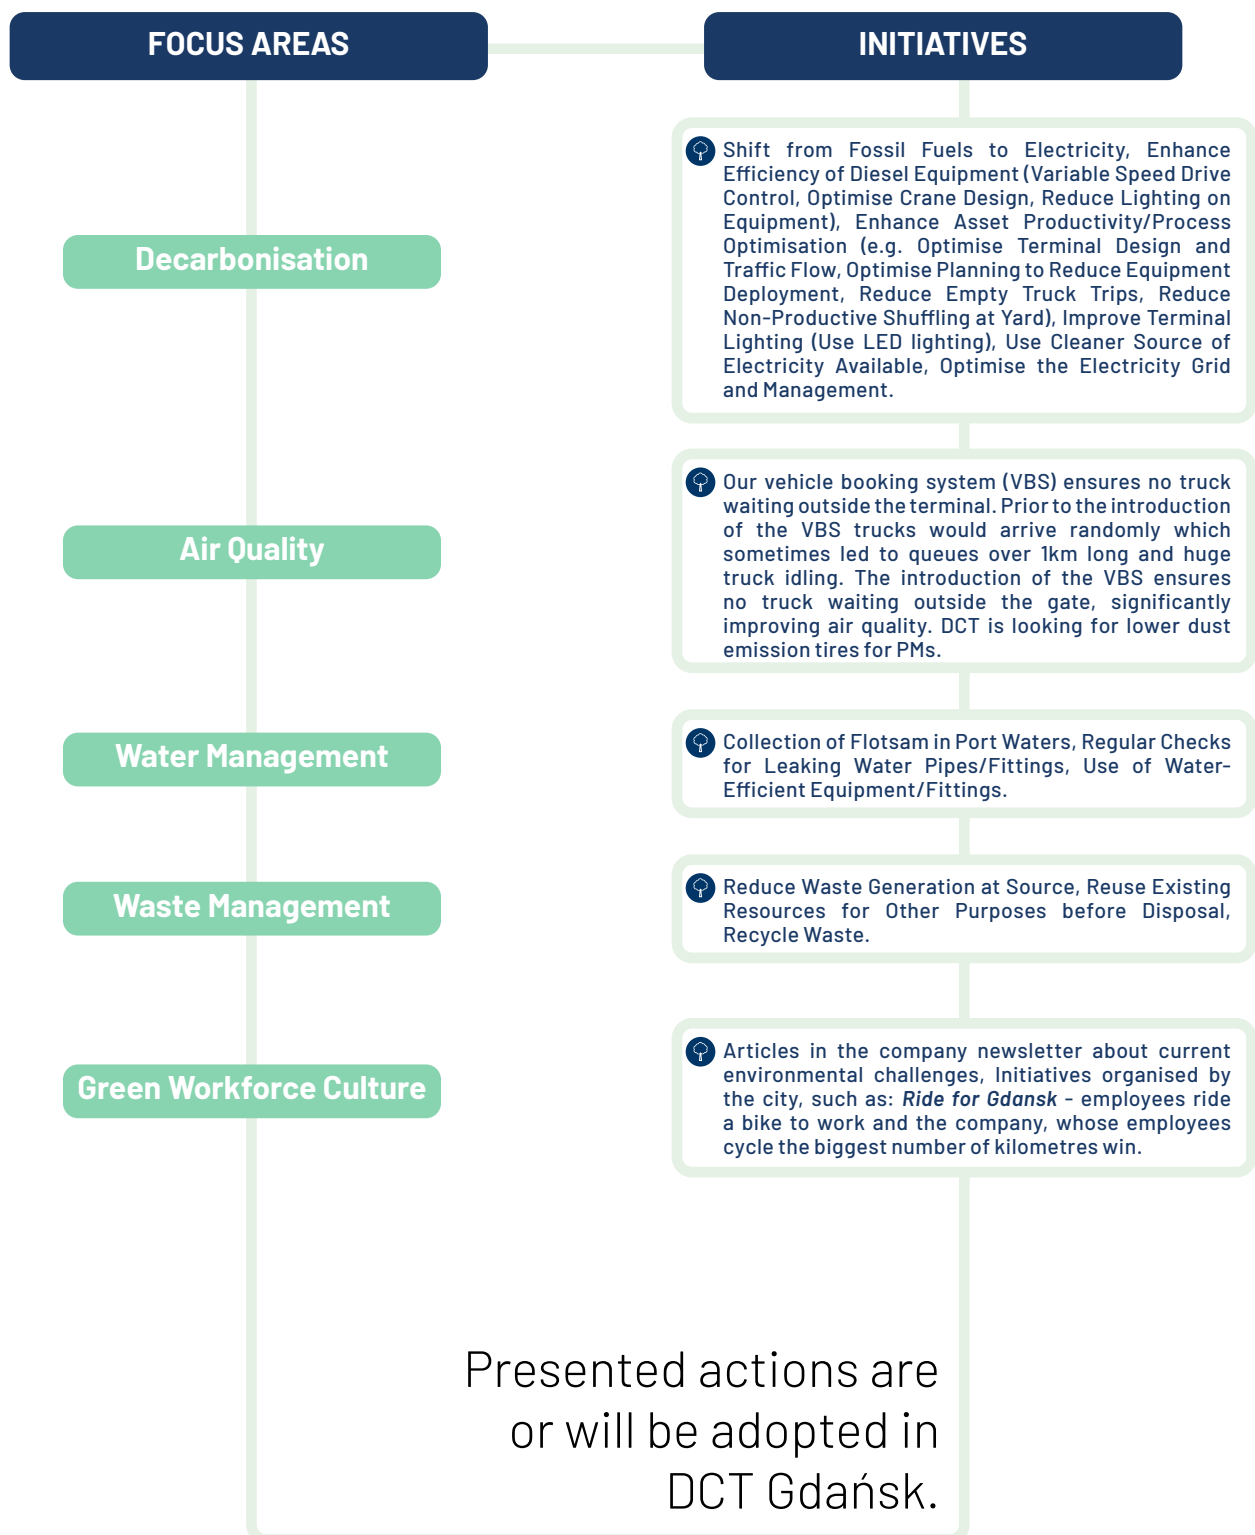 FOCUS AREAS
INITIATIVES
Decarbonisation
Shift from Fossil Fuels to Electricity, Enhance
Efficiency of Diesel Equipment (Variable Speed Drive
Control, Optimise Crane Design, Reduce Lighting on
Equipment), Enhance Asset Productivity/Process
Optimisation (e.g. Optimise Terminal Design and
Traffic Flow, Optimise Planning to Reduce Equipment
Deployment, Reduce Empty Truck Trips, Reduce
Non-Productive Shuffling at Yard), Improve Terminal
Lighting (Use LED lighting), Use Cleaner Source of
Electricity Available, Optimise the Electricity Grid
and Management.
Air Quality
Our vehicle booking system (VBS) ensures no truck
waiting outside the terminal. Prior to the introduction
of the VBS trucks would arrive randomly which
sometimes led to queues over 1km long and huge
truck idling. The introduction of the VBS ensures
no truck waiting outside the gate, significantly
improving air quality. DCT is looking for lower dust
emission tires for PMs.
Water Management
Collection of Flotsam in Port Waters, Regular Checks
for Leaking Water Pipes/Fittings, Use of Water-
Efficient Equipment/Fittings.
Waste Management
Reduce Waste Generation at Source, Reuse Existing
Resources for Other Purposes before Disposal,
Recycle Waste.
Green Workforce Culture
Articles in the company newsletter about current
environmental challenges, Initiatives organised by
the city, such as: Ride for Gdansk - employees ride
a bike to work and the company, whose employees
cycle the biggest number of kilometres win.
Presented actions are
or will be adopted in
DCT Gdańsk.